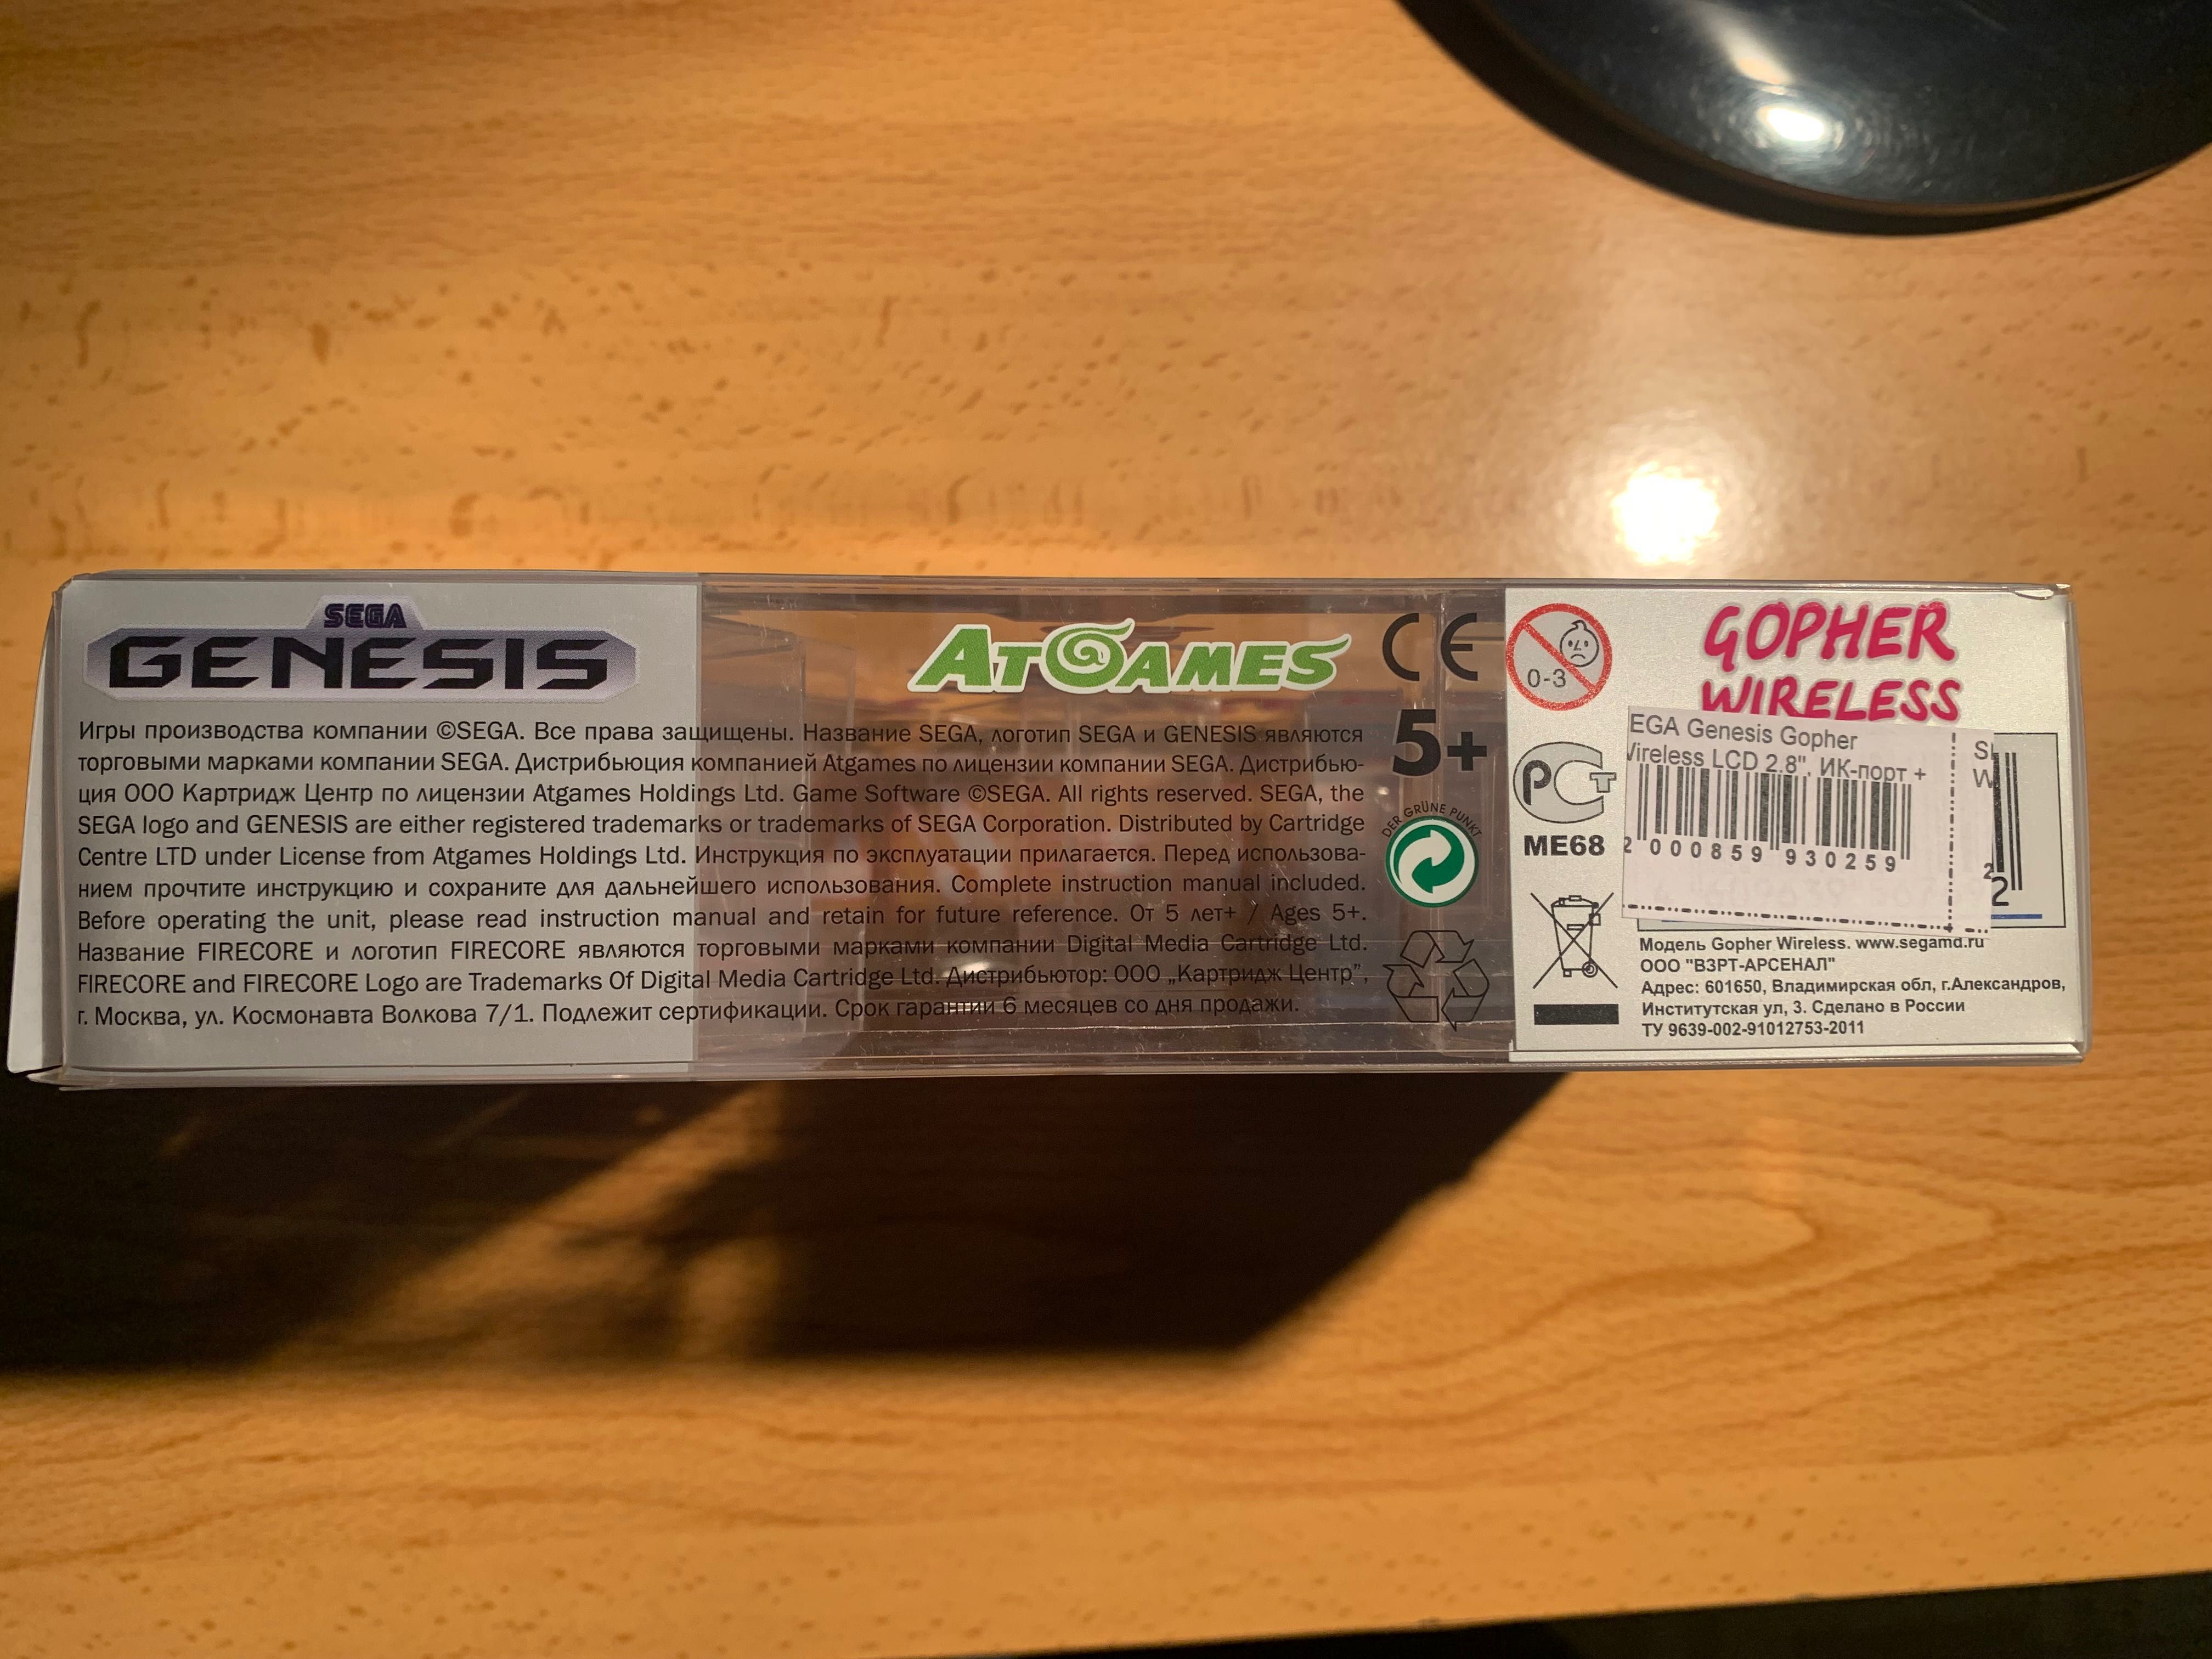 SEGA
GENESIS
Игры производства компании ©SEGA. Все права защищены. Название SEGA, логотип SEGA и GENESIS являются
торговыми марками компании SEGA. Дистрибьюция компанией Atgames по лицензии компании SEGA. Дистрибью-
ция ООО Картридж Центр по лицензии Atgames Holdings Ltd. Game Software ©SEGA. All rights reserved. SEGA, the
SEGA logo and GENESIS are either registered trademarks or trademarks of SEGA Corporation. Distributed by Cartridge
Centre LTD under License from Atgames Holdings Ltd. Инструкция по эксплуатации прилагается. Перед использова-
нием прочтите инструкцию и сохраните для дальнейшего использования. Complete instruction manual included.
Before operating the unit, please read instruction manual and retain for future reference. От 5 лет+ / Ages 5+.
Название FIRECORE и логотип FIRECORE являются торговыми марками компании Digital Media Cartridge Ltd.
FIRECORE and FIRECORE Logo are Trademarks Of Digital Media Cartridge Ltd. Дистрибьютор: ООО „Картридж Центр”,
г. Москва, ул. Космонавта Волкова 7/1. Подлежит сертификации. Срок гарантии 6 месяцев со дня продажи.
ATGAMES
CE
5+
DER GRÜNE PUNKT
0-3
РСТ
ME68
GOPHER
WIRELESS
EGA Genesis Gopher
Wireless LCD 2.8", ИК-порт +
2 000859 930259
2
2
Модель Gopher Wireless. www.segamd.ru
ООО "ВЗРТ-АРСЕНАЛ"
Адрес: 601650, Владимирская обл, г.Александров,
Институтская ул, 3. Сделано в России
ТУ 9639-002-91012753-2011